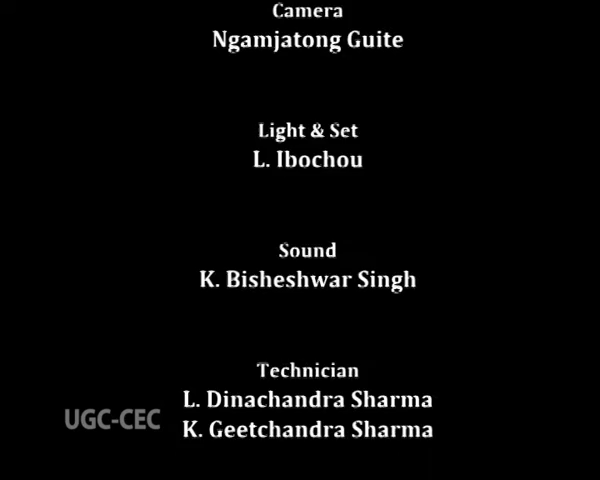 Camera
Ngamjatong Guite
Light & Set
L. Ibochou
Sound
K. Bisheshwar Singh
Technician
L. Dinachandra Sharma
K. Geetchandra Sharma
UGC-CEC